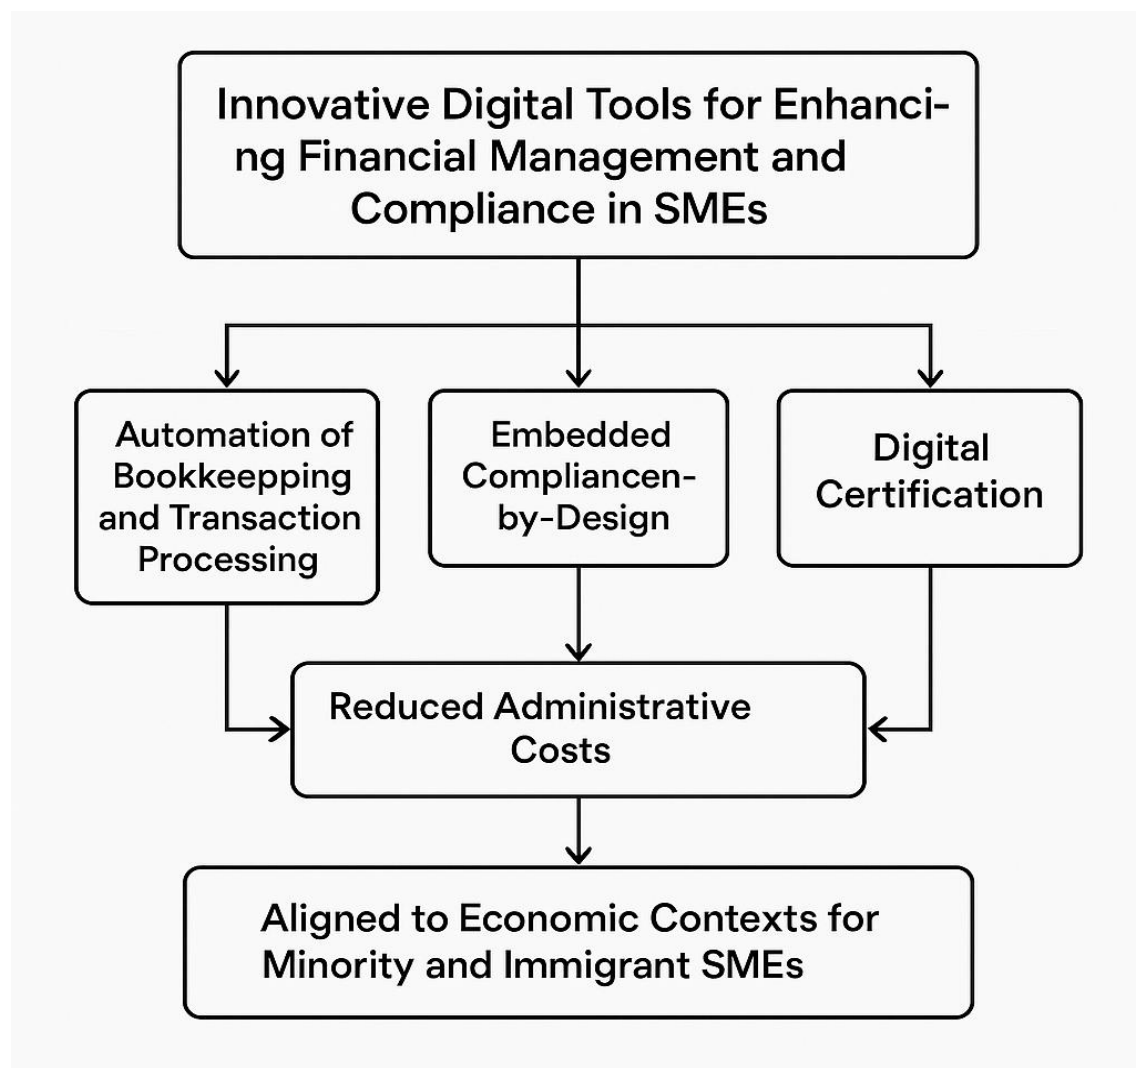 Innovative Digital Tools for Enhanci-
ng Financial Management and
Compliance in SMEs
Automation of
Bookkeepping
and Transaction
Processing
Embedded
Compliancen-
by-Design
Digital
Certification
Reduced Administrative
Costs
Aligned to Economic Contexts for
Minority and Immigrant SMEs